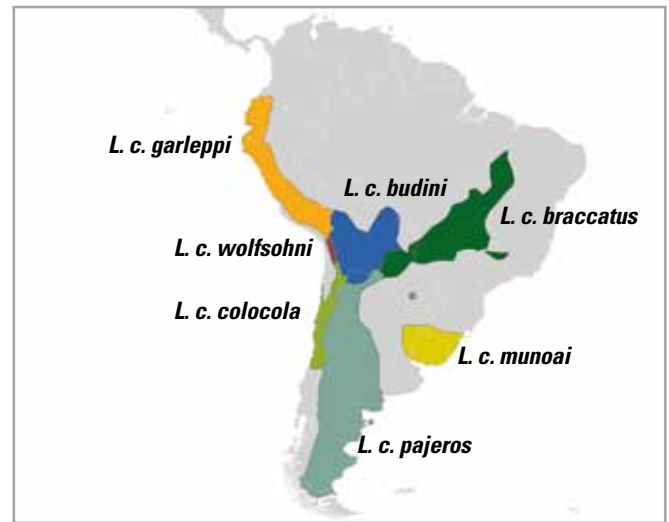 L. c. garleppi
L. c. budini
L. c. braccatus
L. c. wolfsohni
L. c. colocola
L. c. munoai
L. c. pajeros